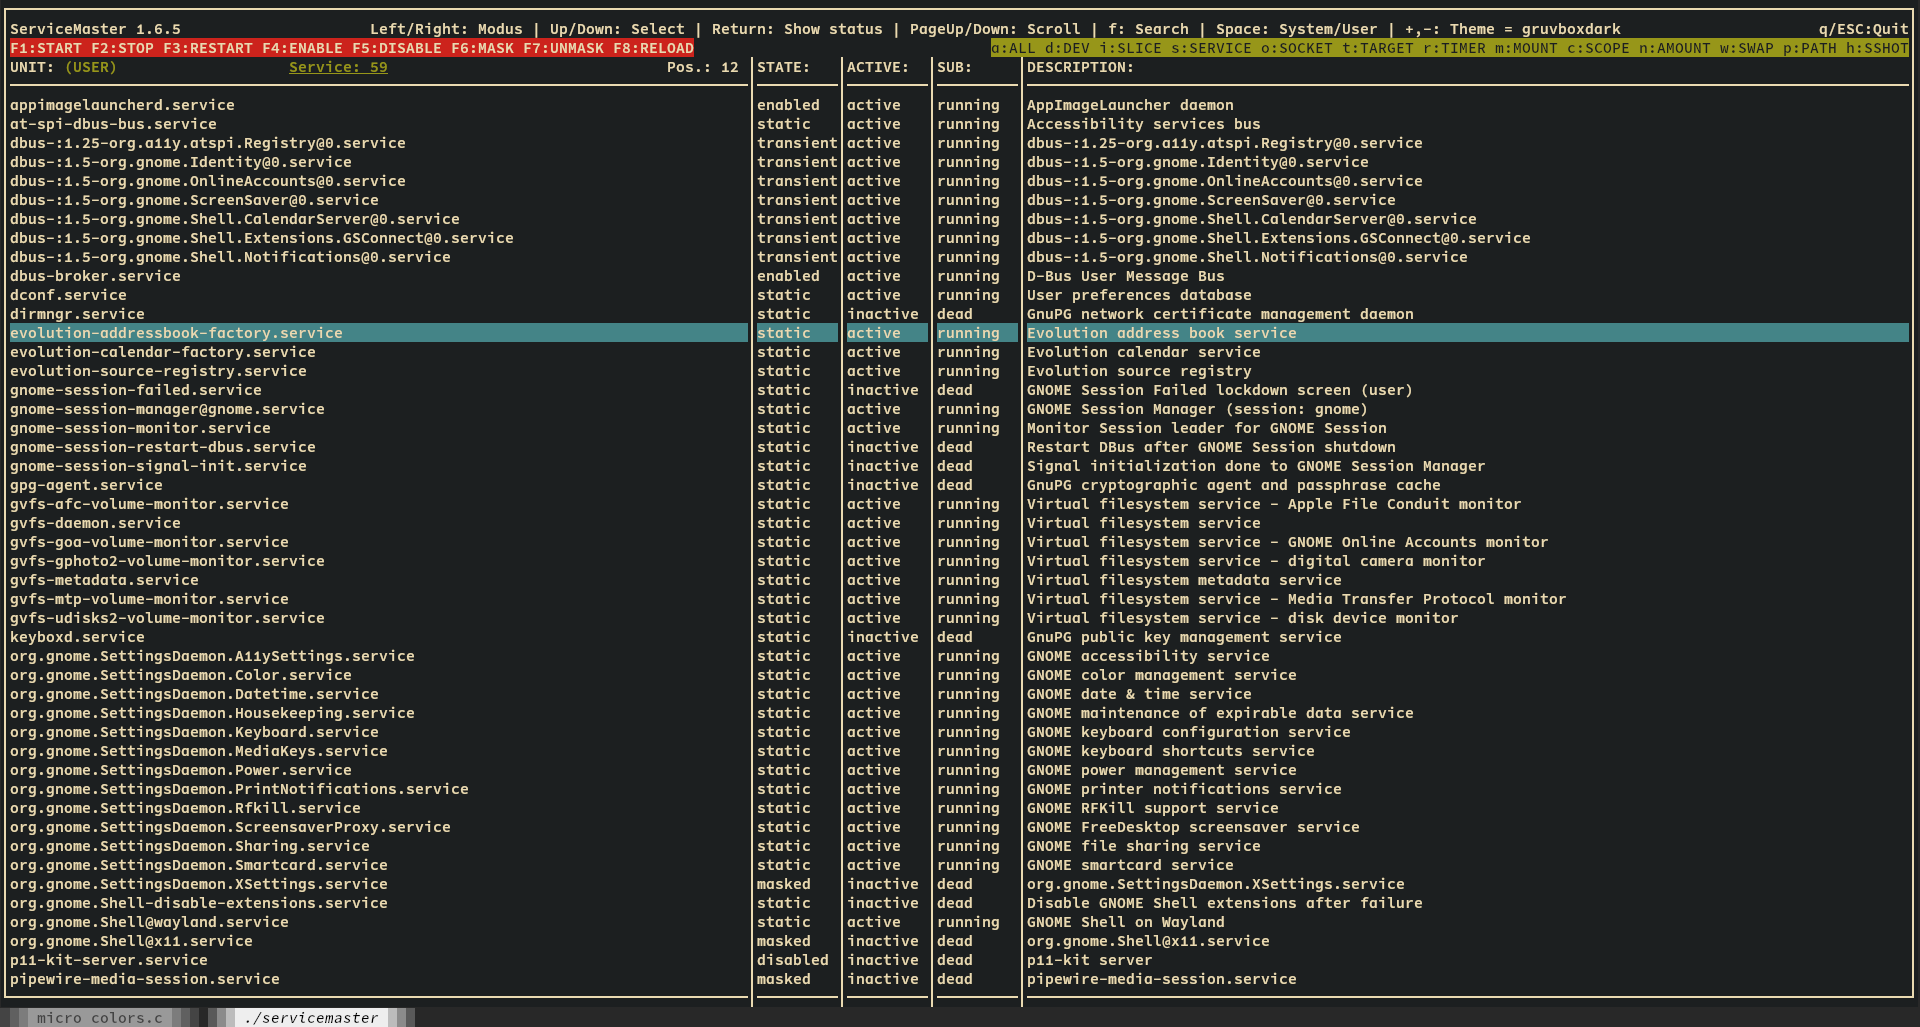 ServiceMaster 1.6.5 Left/Right: Modus | Up/Down: Select | Return: Show status | PageUp/Down: Scroll | f: Search | Space: System/User | +,-: Theme = gruvboxdark q/ESC:Quit
F1:START F2:STOP F3:RESTART F4:ENABLE F5:DISABLE F6:MASK F7:UNMASK F8:RELOAD a:ALL d:DEV i:SLICE s:SERVICE o:SOCKET t:TARGET r:TIMER m:MOUNT c:SCOPE n:AMOUNT w:SWAP p:PATH h:SSHOT
UNIT: (USER) Service: 59 Pos.: 12 STATE: ACTIVE: SUB: DESCRIPTION:
appimagelauncherd.service enabled active running AppImageLauncher daemon
at-spi-dbus-bus.service static active running Accessibility services bus
dbus-:1.25-org.a11y.atspi.Registry@0.service transient active running dbus-:1.25-org.a11y.atspi.Registry@0.service
dbus-:1.5-org.gnome.Identity@0.service transient active running dbus-:1.5-org.gnome.Identity@0.service
dbus-:1.5-org.gnome.OnlineAccounts@0.service transient active running dbus-:1.5-org.gnome.OnlineAccounts@0.service
dbus-:1.5-org.gnome.ScreenSaver@0.service transient active running dbus-:1.5-org.gnome.ScreenSaver@0.service
dbus-:1.5-org.gnome.Shell.CalendarServer@0.service transient active running dbus-:1.5-org.gnome.Shell.CalendarServer@0.service
dbus-:1.5-org.gnome.Shell.Extensions.GSConnect@0.service transient active running dbus-:1.5-org.gnome.Shell.Extensions.GSConnect@0.service
dbus-:1.5-org.gnome.Shell.Notifications@0.service transient active running dbus-:1.5-org.gnome.Shell.Notifications@0.service
dbus-broker.service enabled active running D-Bus User Message Bus
dconf.service static active running User preferences database
dirmngr.service static inactive dead GnuPG network certificate management daemon
evolution-addressbook-factory.service static active running Evolution address book service
evolution-calendar-factory.service static active running Evolution calendar service
evolution-source-registry.service static active running Evolution source registry
gnome-session-failed.service static inactive dead GNOME Session Failed lockdown screen (user)
gnome-session-manager@gnome.service static active running GNOME Session Manager (session: gnome)
gnome-session-monitor.service static active running Monitor Session leader for GNOME Session
gnome-session-restart-dbus.service static inactive dead Restart DBus after GNOME Session shutdown
gnome-session-signal-init.service static inactive dead Signal initialization done to GNOME Session Manager
gpg-agent.service static inactive dead GnuPG cryptographic agent and passphrase cache
gvfs-afc-volume-monitor.service static active running Virtual filesystem service - Apple File Conduit monitor
gvfs-daemon.service static active running Virtual filesystem service
gvfs-goa-volume-monitor.service static active running Virtual filesystem service - GNOME Online Accounts monitor
gvfs-gphoto2-volume-monitor.service static active running Virtual filesystem service - digital camera monitor
gvfs-metadata.service static active running Virtual filesystem metadata service
gvfs-mtp-volume-monitor.service static active running Virtual filesystem service - Media Transfer Protocol monitor
gvfs-udisks2-volume-monitor.service static active running Virtual filesystem service - disk device monitor
keyboxd.service static inactive dead GnuPG public key management service
org.gnome.SettingsDaemon.A11ySettings.service static active running GNOME accessibility service
org.gnome.SettingsDaemon.Color.service static active running GNOME color management service
org.gnome.SettingsDaemon.Datetime.service static active running GNOME date & time service
org.gnome.SettingsDaemon.Housekeeping.service static active running GNOME maintenance of expirable data service
org.gnome.SettingsDaemon.Keyboard.service static active running GNOME keyboard configuration service
org.gnome.SettingsDaemon.MediaKeys.service static active running GNOME keyboard shortcuts service
org.gnome.SettingsDaemon.Power.service static active running GNOME power management service
org.gnome.SettingsDaemon.PrintNotifications.service static active running GNOME printer notifications service
org.gnome.SettingsDaemon.Rfkill.service static active running GNOME RFKill support service
org.gnome.SettingsDaemon.ScreensaverProxy.service static active running GNOME FreeDesktop screensaver service
org.gnome.SettingsDaemon.Sharing.service static active running GNOME file sharing service
org.gnome.SettingsDaemon.Smartcard.service static active running GNOME smartcard service
org.gnome.SettingsDaemon.XSettings.service masked inactive dead org.gnome.SettingsDaemon.XSettings.service
org.gnome.Shell-disable-extensions.service static inactive dead Disable GNOME Shell extensions after failure
org.gnome.Shell@wayland.service static active running GNOME Shell on Wayland
org.gnome.Shell@x11.service masked inactive dead org.gnome.Shell@x11.service
p11-kit-server.service disabled inactive dead p11-kit server
pipewire-media-session.service masked inactive dead pipewire-media-session.service
micro colors.c ./servicemaster